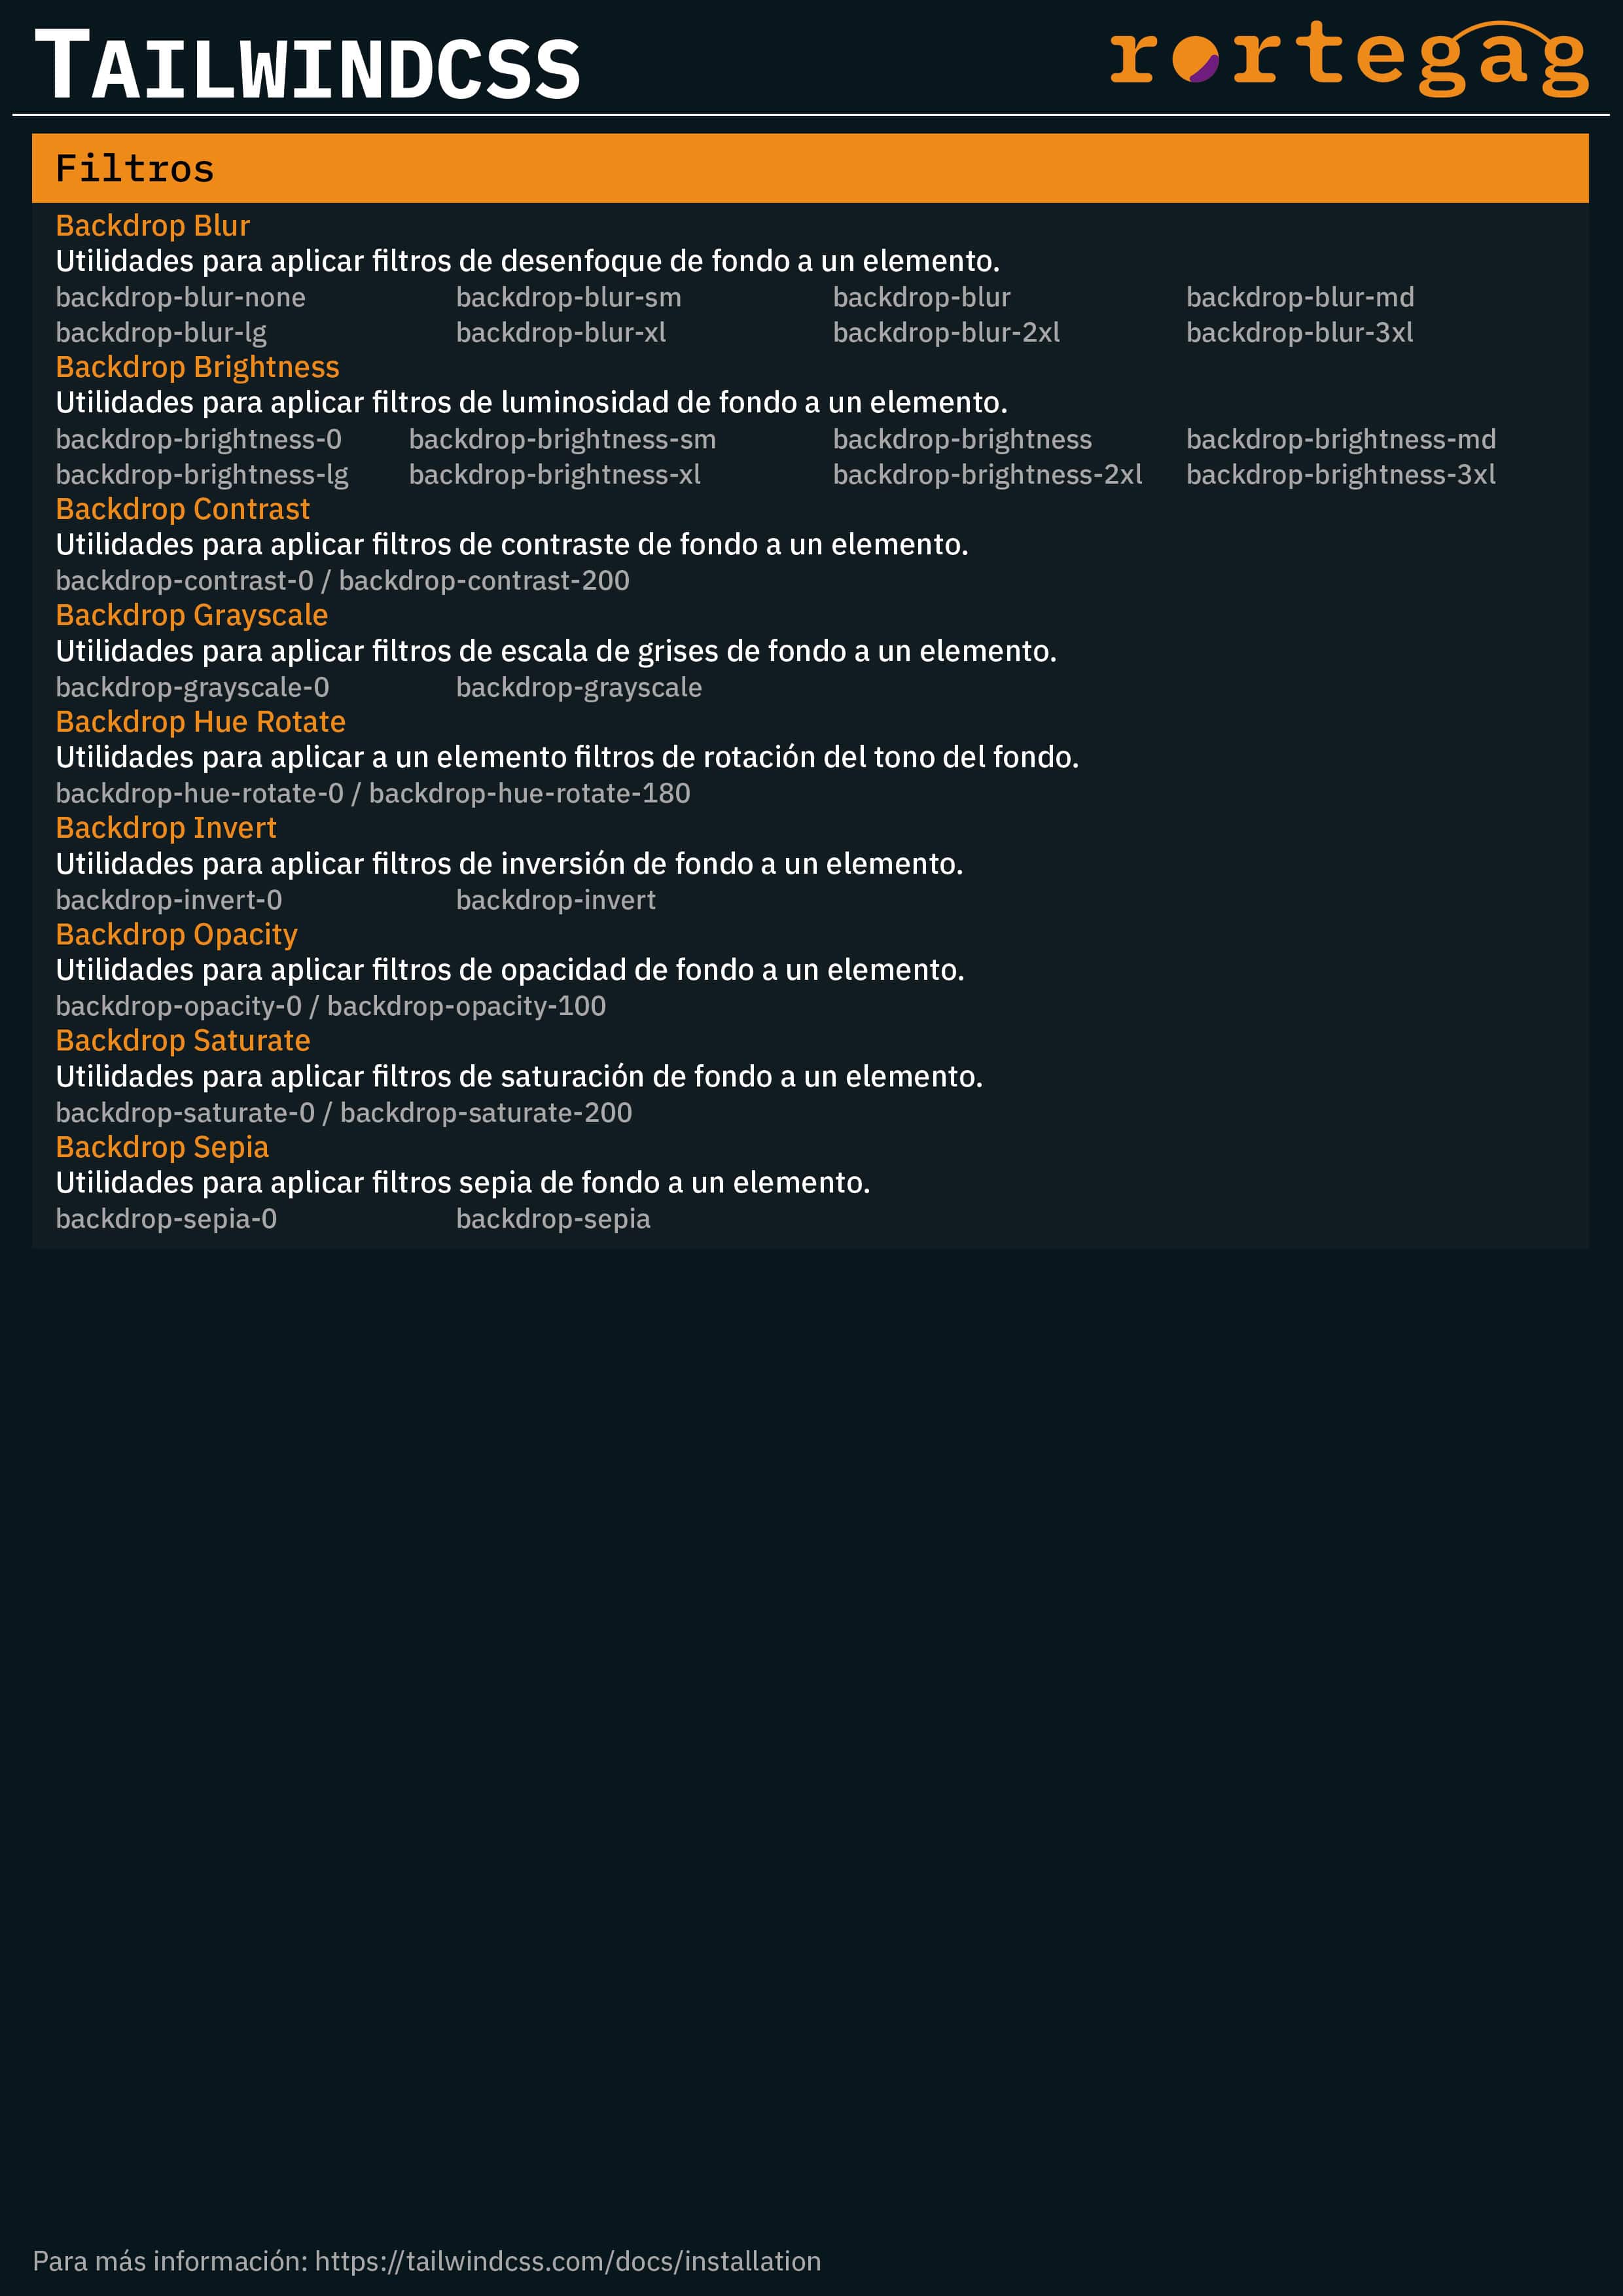 TAILWINDCSS
rortegag
Filtros
Backdrop Blur
Utilidades para aplicar filtros de desenfoque de fondo a un elemento.
backdrop-blur-none backdrop-blur-sm backdrop-blur backdrop-blur-md
backdrop-blur-lg backdrop-blur-xl backdrop-blur-2xl backdrop-blur-3xl
Backdrop Brightness
Utilidades para aplicar filtros de luminosidad de fondo a un elemento.
backdrop-brightness-0 backdrop-brightness-sm backdrop-brightness backdrop-brightness-md
backdrop-brightness-lg backdrop-brightness-xl backdrop-brightness-2xl backdrop-brightness-3xl
Backdrop Contrast
Utilidades para aplicar filtros de contraste de fondo a un elemento.
backdrop-contrast-0 / backdrop-contrast-200
Backdrop Grayscale
Utilidades para aplicar filtros de escala de grises de fondo a un elemento.
backdrop-grayscale-0 backdrop-grayscale
Backdrop Hue Rotate
Utilidades para aplicar a un elemento filtros de rotación del tono del fondo.
backdrop-hue-rotate-0 / backdrop-hue-rotate-180
Backdrop Invert
Utilidades para aplicar filtros de inversión de fondo a un elemento.
backdrop-invert-0 backdrop-invert
Backdrop Opacity
Utilidades para aplicar filtros de opacidad de fondo a un elemento.
backdrop-opacity-0 / backdrop-opacity-100
Backdrop Saturate
Utilidades para aplicar filtros de saturación de fondo a un elemento.
backdrop-saturate-0 / backdrop-saturate-200
Backdrop Sepia
Utilidades para aplicar filtros sepia de fondo a un elemento.
backdrop-sepia-0 backdrop-sepia
Para más información: https://tailwindcss.com/docs/installation